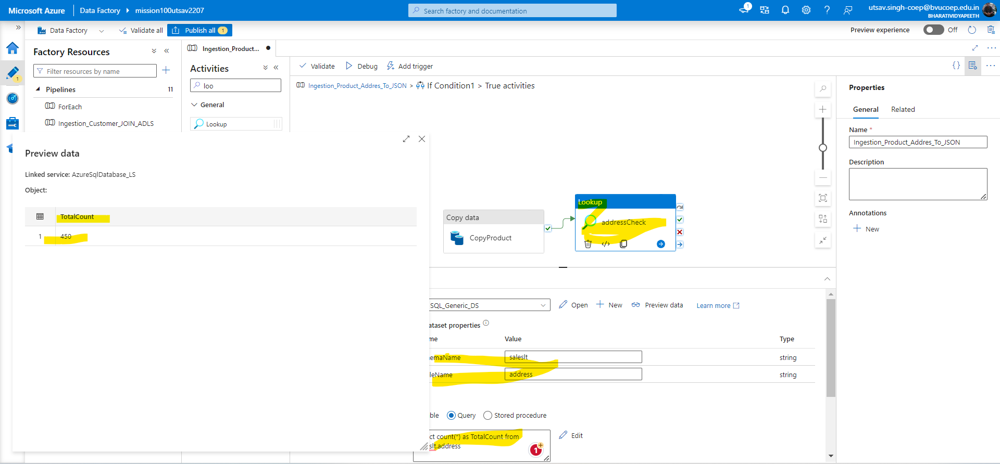 Microsoft Azure
Data Factory
mission100utsav2207
Search factory and documentation
1
utsav.singh-coep@bvucoep.edu.in
BHARATIVIDYAPEETH
Data Factory
Validate all
Publish all 1
Preview experience
Off
1
Factory Resources
Filter resources by name
Pipelines 11
ForEach
Ingestion_Customer_JOIN_ADLS
Ingestion_Product...
Activities
loo
General
Lookup
Validate
Debug
Add trigger
Ingestion_Product_Addres_To_JSON > If Condition1 > True activities
Properties
General
Related
Name *
Ingestion_Product_Addres_To_JSON
Description
Annotations
New
Preview data
Linked service: AzureSqlDatabase_LS
Object:
TotalCount
1 450
Copy data
CopyProduct
Lookup
addressCheck
SQL_Generic_DS
Open
New
Preview data
Learn more
ataset properties
me Value Type
emaName saleslt string
leName address string
ble
Query
Stored procedure
ct count(*) as TotalCount from
slt.address
1
Edit